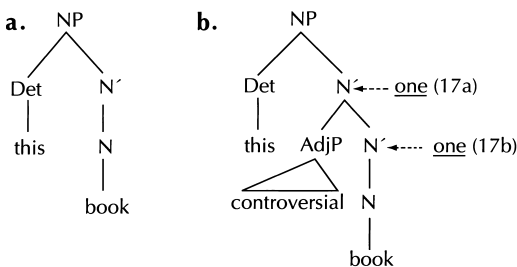 a. NP
Det N´
this N
book
b. NP
Det N´ one (17a)
this AdjP N´ one (17b)
controversial N
book